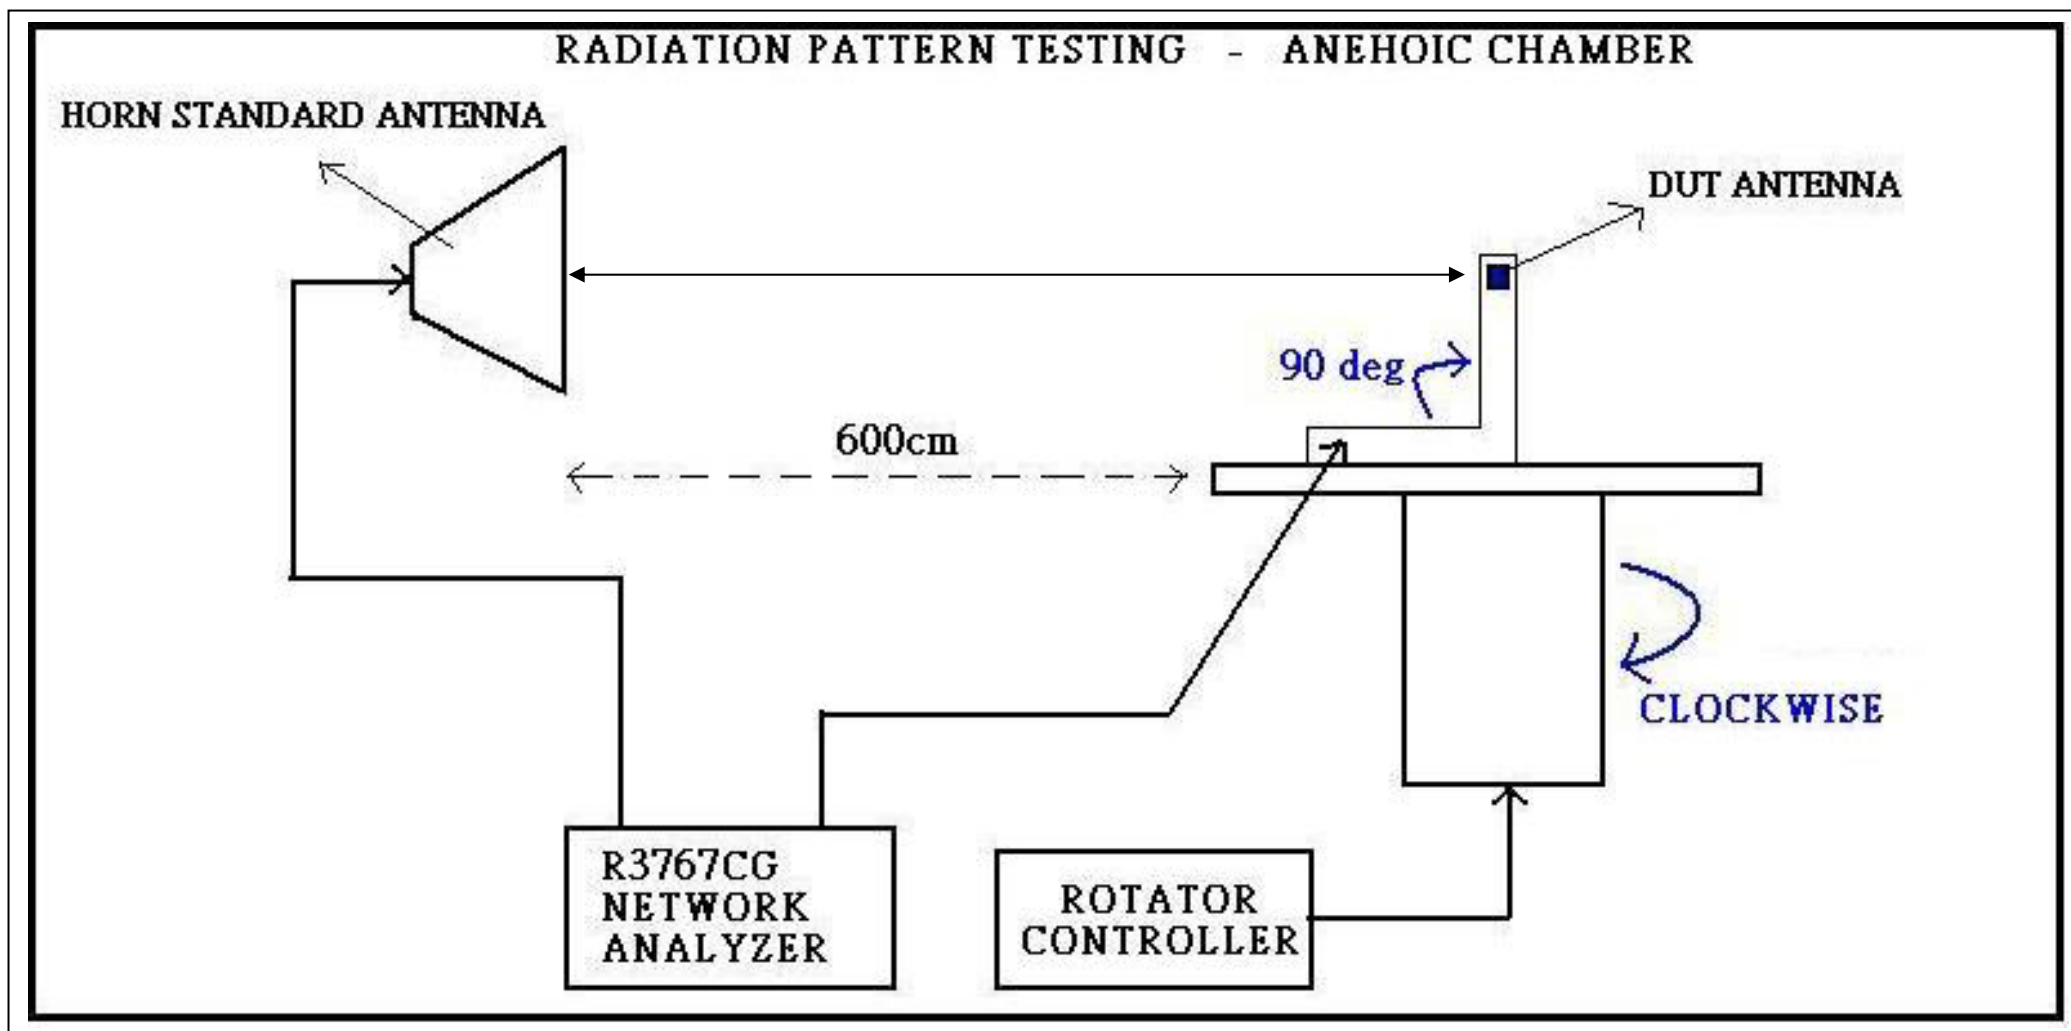 RADIATION PATTERN TESTING - ANEHOIC CHAMBER
HORN STANDARD ANTENNA
DUT ANTENNA
90 deg
600cm
CLOCKWISE
R3767CG
NETWORK
ANALYZER
ROTATOR
CONTROLLER